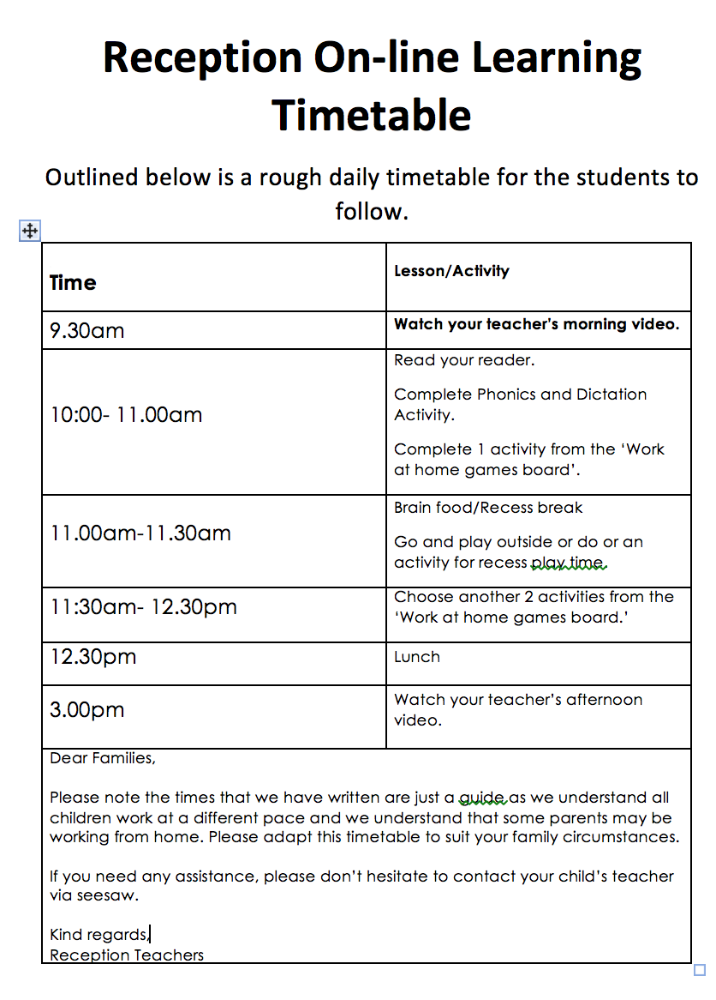 Reception On-line Learning
Timetable
Outlined below is a rough daily timetable for the students to
follow.
Time
Lesson/Activity
9.30am
Watch your teacher's morning video.
10:00- 11.00am
Read your reader.
Complete Phonics and Dictation
Activity.
Complete 1 activity from the ‘Work
at home games board’.
11.00am-11.30am
Brain food/Recess break
Go and play outside or do or an
activity for recess play time.
11:30am- 12.30pm
Choose another 2 activities from the
‘Work at home games board.’
12.30pm
Lunch
3.00pm
Watch your teacher’s afternoon
video.
Dear Families,
Please note the times that we have written are just a guide as we understand all
children work at a different pace and we understand that some parents may be
working from home. Please adapt this timetable to suit your family circumstances.
If you need any assistance, please don’t hesitate to contact your child’s teacher
via seesaw.
Kind regards,
Reception Teachers